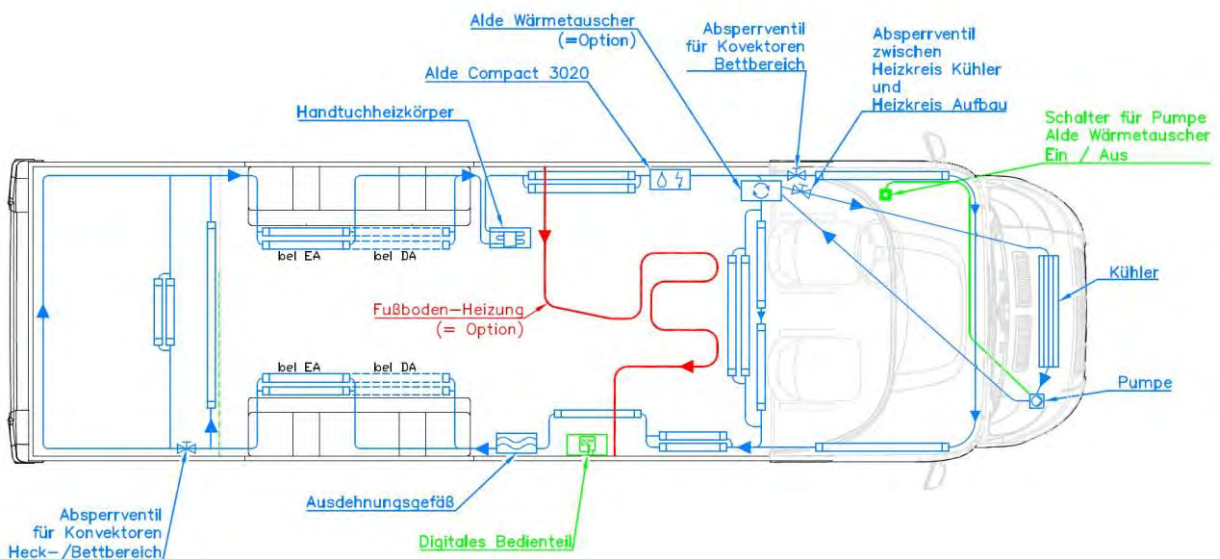 Alde Wärmetauscher
(=Option)
Absperrventil
für Kovektoren
Bettbereich
Absperrventil
zwischen
Heizkreis Kühler
und
Heizkreis Aufbau
Alde Compact 3020
Handtuchheizkörper
Schalter für Pumpe
Alde Wärmetauscher
Ein / Aus
bei EA
bei DA
Kühler
Fußboden-Heizung
(= Option)
bei EA
bei DA
Pumpe
Ausdehnungsgefäß
Absperrventil
für Konvektoren
Heck-/Bettbereich
Digitales Bedienteil